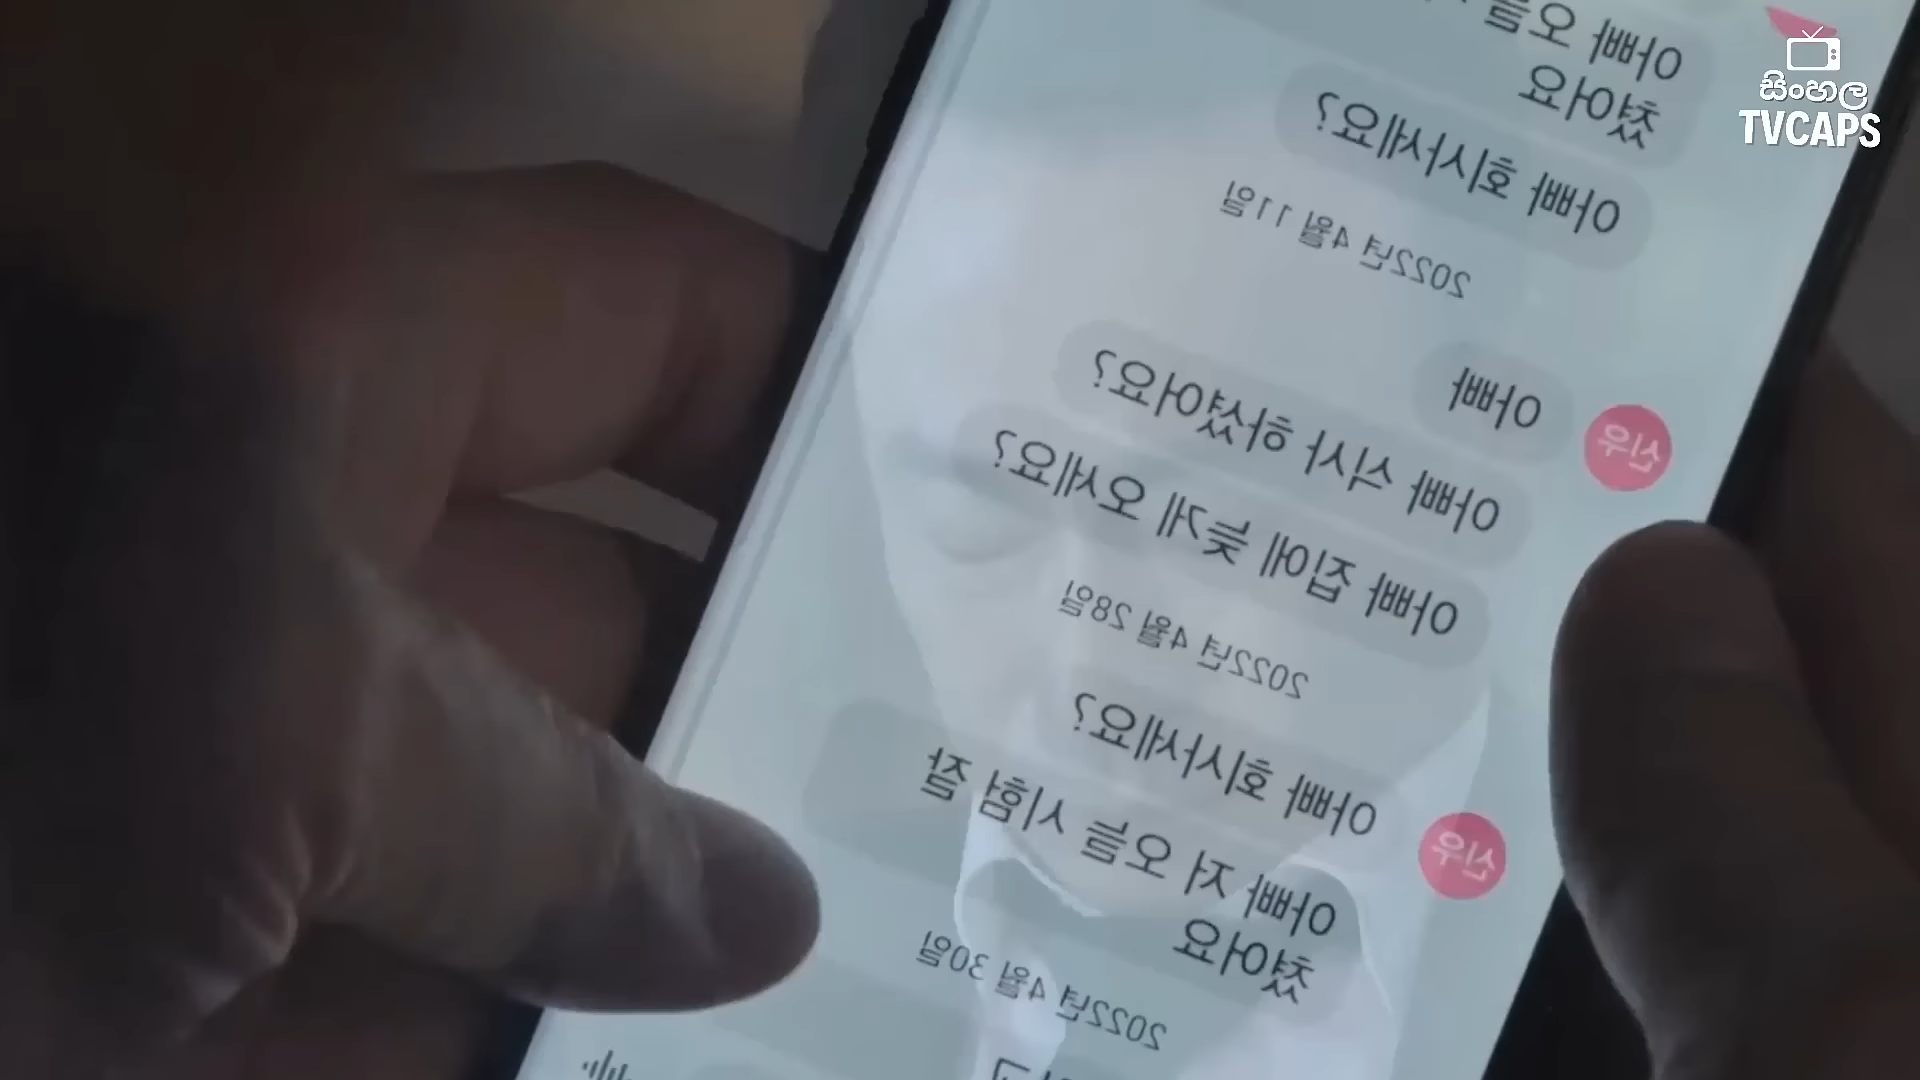 සිංහල
TVCAPS
아빠 오늘
쳤어요
아빠 회사세요?
2022년 4월 11일
신우
아빠
아빠 식사 하셨어요?
아빠 집에 늦게 오세요?
2022년 4월 28일
신우
아빠 회사세요?
아빠 저 오늘 시험 잘
쳤어요
2022년 4월 30일